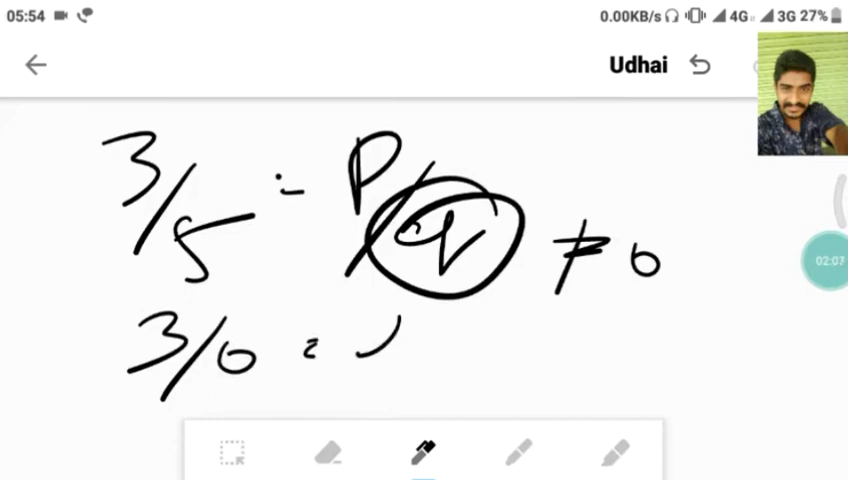 05:54 0.00KB/s 4G 3G 27%
Udhai
3/5 = P/q ≠ 0
02:07
3/0 =